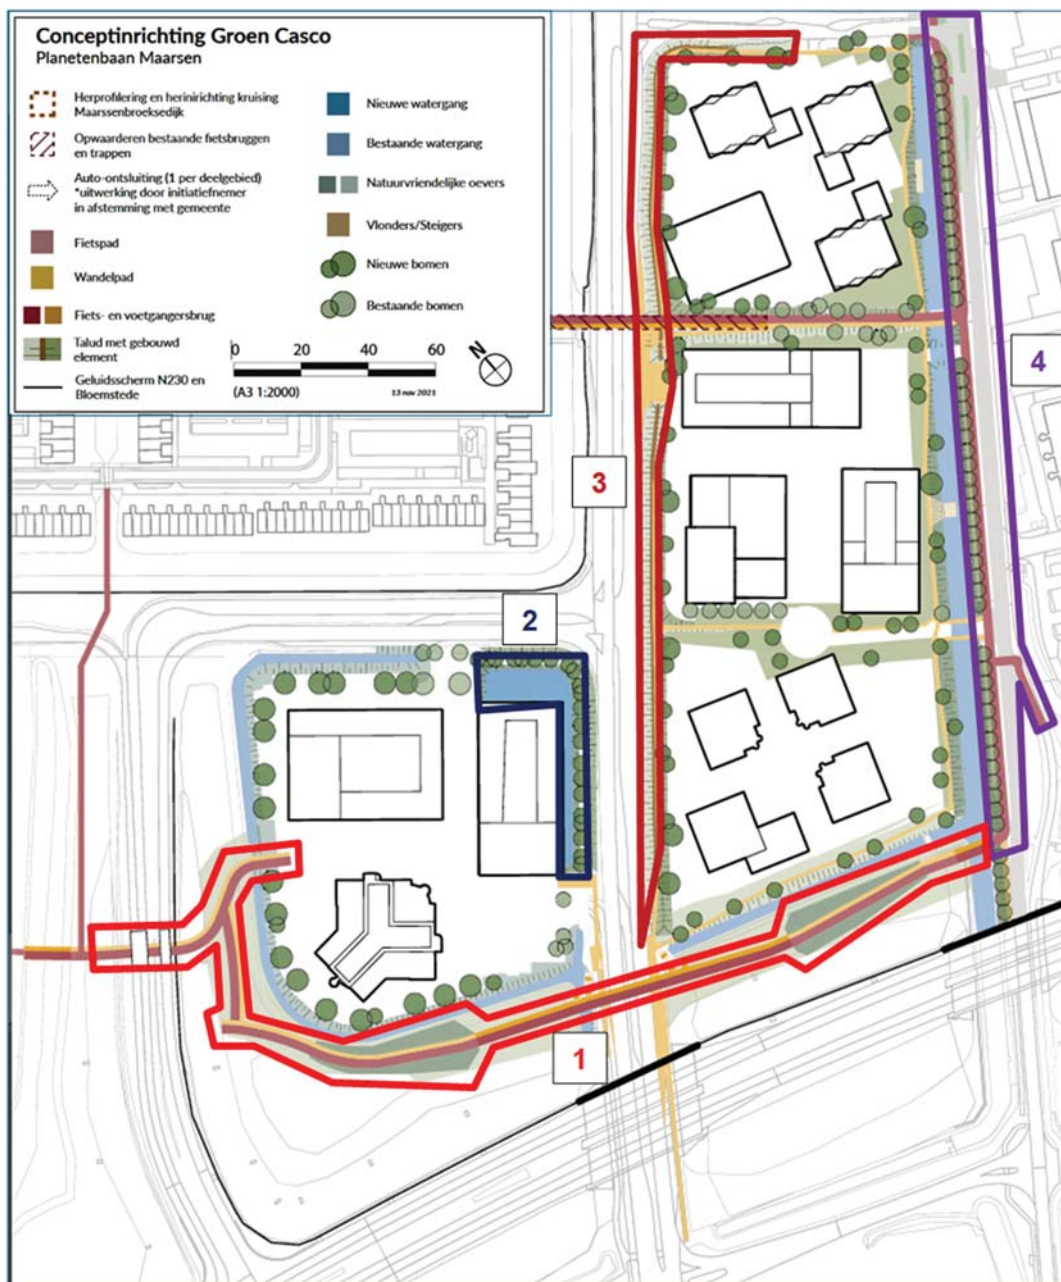 Conceptinrichting Groen Casco
Planetenbaan Maarsen
Herprofilering en herinirichting kruising
Maarssenbroeksedijk
Opwaarderen bestaande fietsbruggen
en trappen
Auto-ontsluiting (1 per deelgebied)
*uitwerking door initiatiefnemer
in afstemming met gemeente
Fietspad
Wandelpad
Fiets- en voetgangersbrug
Talud met gebouwd
element
Geluidsscherm N230 en
Bloemstede
Nieuwe watergang
Bestaande watergang
Natuurvriendelijke oevers
Vlonders/Steigers
Nieuwe bomen
Bestaande bomen
0 20 40 60
(A3 1:2000)
13 nov 2021
N
4
3
2
1